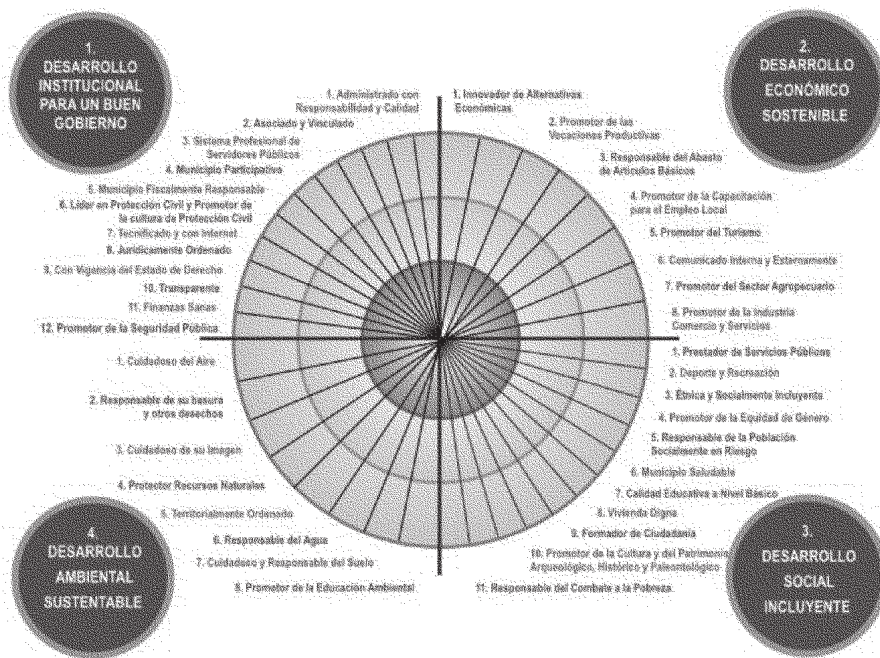 1.
DESARROLLO
INSTITUCIONAL
PARA UN BUEN
GOBIERNO
1. Administrado con
Responsabilidad y Calidad
2. Asociado y Vinculado
3. Sistema Profesional de
Servidores Públicos
4. Municipio Participativo
5. Municipio Fiscalmente Responsable
6. Líder en Protección Civil y Promotor de
la cultura de Protección Civil
7. Tecnificado y con Internet
8. Jurídicamente Ordenado
9. Con Vigencia del Estado de Derecho
10. Transparente
11. Finanzas Sanas
12. Promotor de la Seguridad Pública
2.
DESARROLLO
ECONÓMICO
SOSTENIBLE
1. Innovador de Alternativas
Económicas
2. Promotor de las
Vocaciones Productivas
3. Responsable del Abasto
de Artículos Básicos
4. Promotor de la Capacitación
para el Empleo Local
5. Promotor del Turismo
6. Comunicado Interna y Externamente
7. Promotor del Sector Agropecuario
8. Promotor de la Industria
Comercio y Servicios
1. Prestador de Servicios Públicos
2. Deporte y Recreación
3. Étnica y Socialmente Incluyente
4. Promotor de la Equidad de Género
5. Responsable de la Población
Socialmente en Riesgo
6. Municipio Saludable
7. Calidad Educativa a Nivel Básico
8. Vivienda Digna
9. Formador de Ciudadanía
10. Promotor de la Cultura y del Patrimonio
Arqueológico, Histórico y Paleontológico
11. Responsable del Combate a la Pobreza
3.
DESARROLLO
SOCIAL
INCLUYENTE
1. Cuidadoso del Aire
2. Responsable de su basura
y otros desechos
3. Cuidadoso de su Imagen
4. Protector Recursos Naturales
5. Territorialmente Ordenado
6. Responsable del Agua
7. Cuidadoso y Responsable del Suelo
8. Promotor de la Educación Ambiental
4.
DESARROLLO
AMBIENTAL
SUSTENTABLE